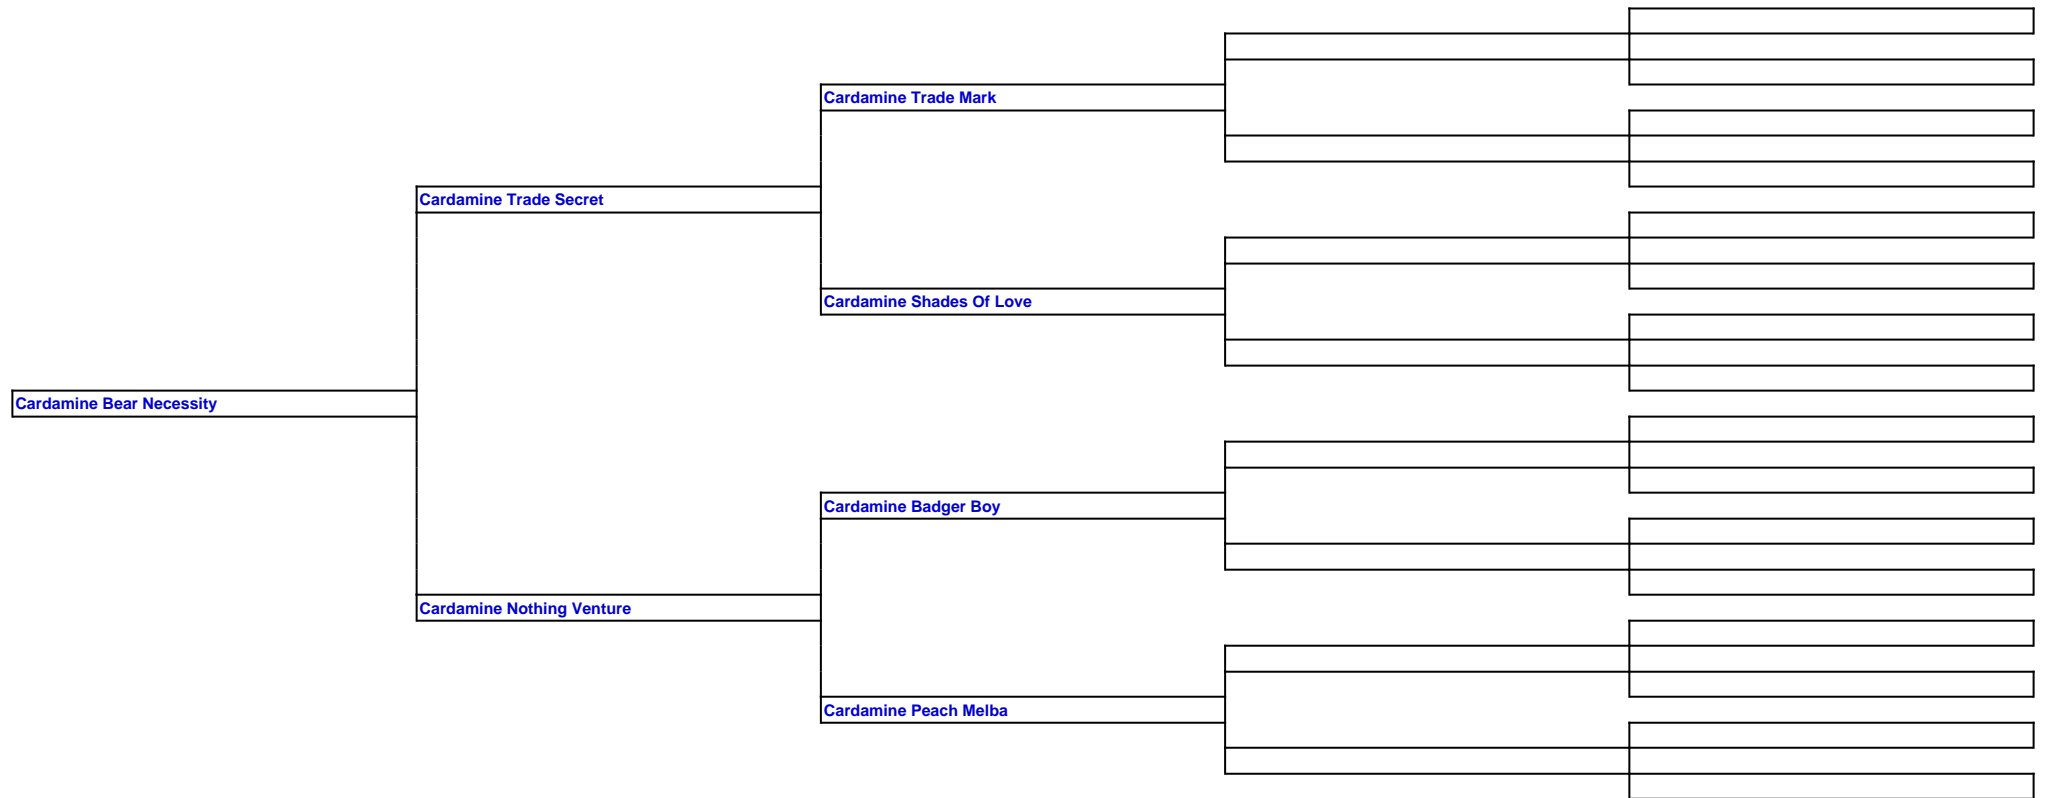 Cardamine Trade Mark
Cardamine Trade Secret
Cardamine Shades Of Love
Cardamine Bear Necessity
Cardamine Badger Boy
Cardamine Nothing Venture
Cardamine Peach Melba